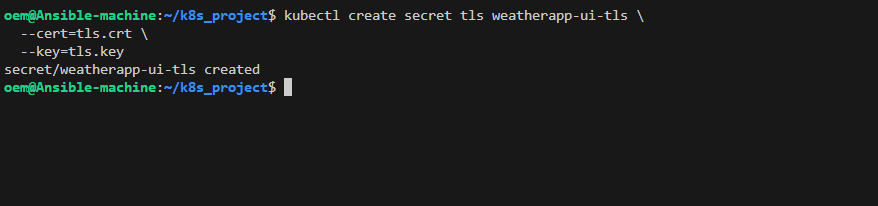 oem@Ansible-machine:~/k8s_project$ kubectl create secret tls weatherapp-ui-tls \
  --cert=tls.crt \
  --key=tls.key
secret/weatherapp-ui-tls created
oem@Ansible-machine:~/k8s_project$